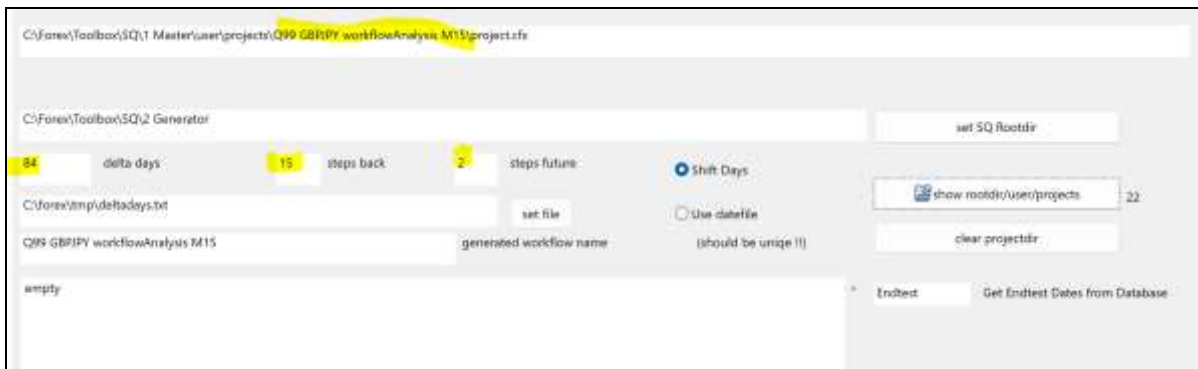 C:\Forex\Toolbox\SQ\1 Master\user\projects\Q99 GBPJPY workflowAnalysis M15\project.cfx
C:\Forex\Toolbox\SQ\2 Generator
set SQ Rootdir
84 delta days 15 steps back 2 steps future
Shift Days
show rootdir/user/projects 22
C:\forex\tmp\deltadays.txt
set file
Use datefile
Q99 GBPJPY workflowAnalysis M15
generated workflow name
(should be uniqe !!)
clear projectdir
empty
Endtest
Get Endtest Dates from Database